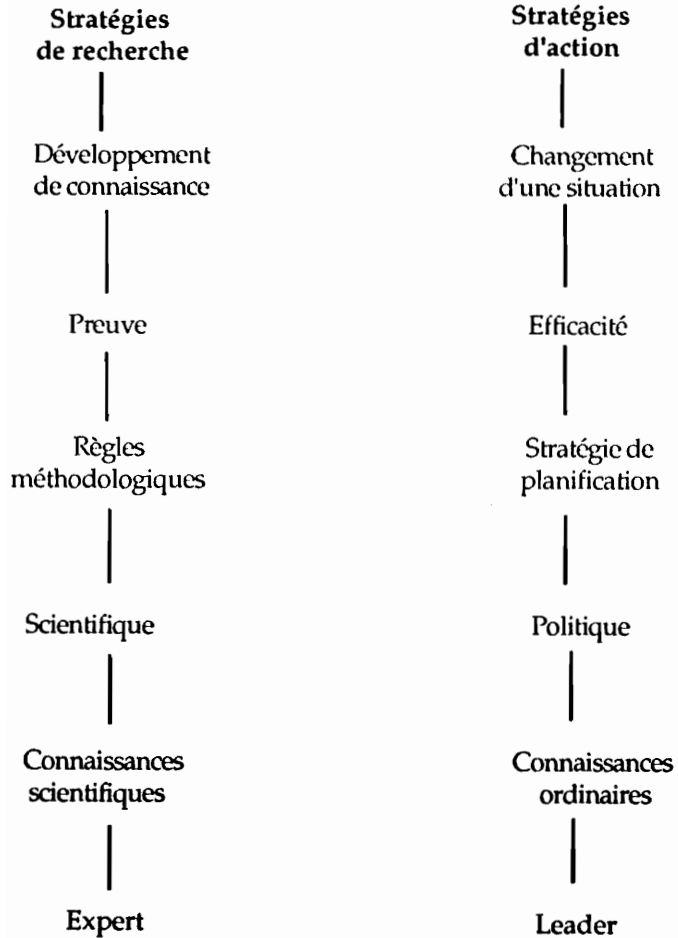 Stratégies
de recherche
Développement
de connaissance
Preuve
Règles
méthodologiques
Scientifique
Connaissances
scientifiques
Expert
Stratégies
d'action
Changement
d'une situation
Efficacité
Stratégie de
planification
Politique
Connaissances
ordinaires
Leader